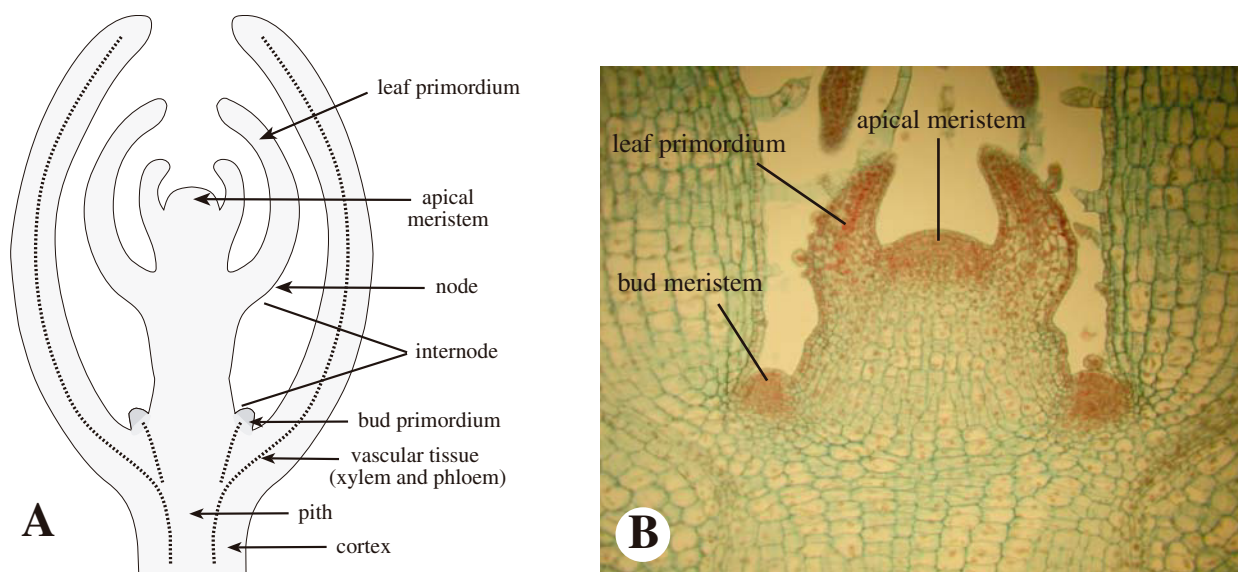 leaf primordium
apical
meristem
node
internode
bud primordium
vascular tissue
(xylem and phloem)
pith
cortex
A
apical meristem
leaf primordium
bud meristem
B